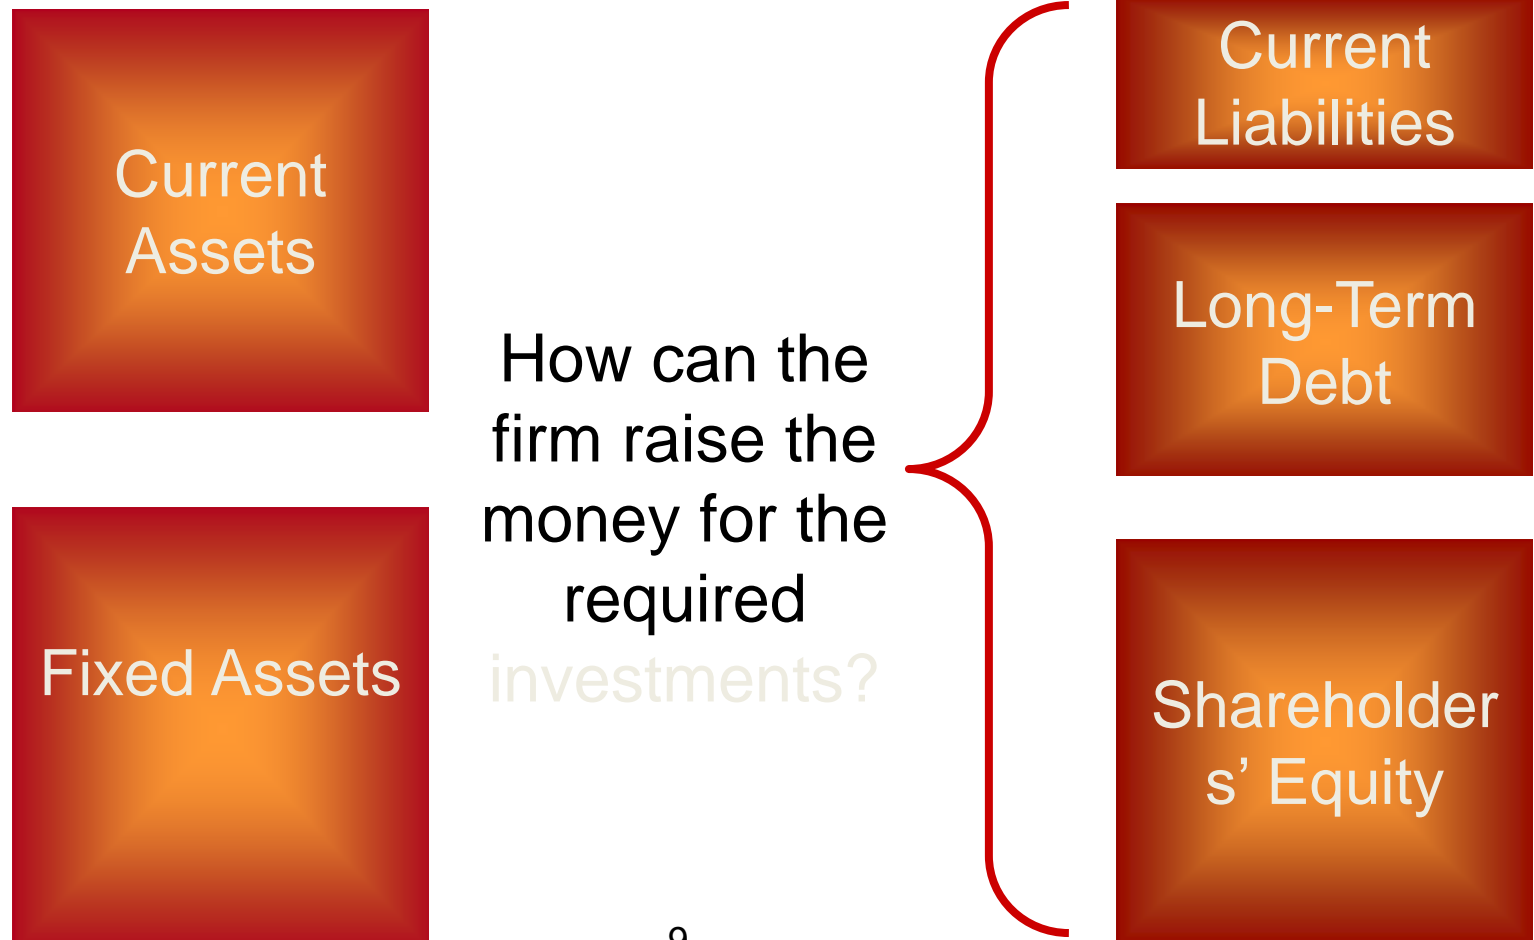 Current
Assets
Fixed Assets
How can the
firm raise the
money for the
required
investments?
Current
Liabilities
Long-Term
Debt
Shareholder
s’ Equity